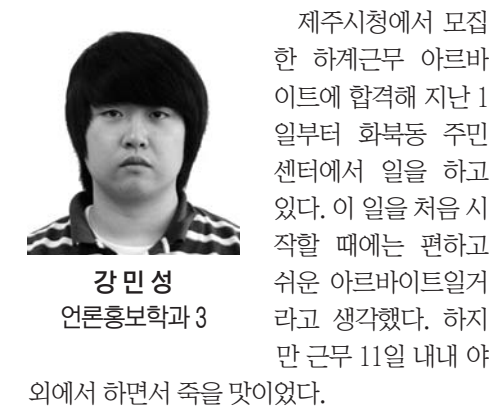 제주시청에서 모집
한 하계근무 아르바
이트에 합격해 지난 1
일부터 화북동 주민
센터에서 일을 하고
있다. 이 일을 처음 시
작할 때에는 편하고
쉬운 아르바이트일거
라고 생각했다. 하지
만 근무 11일 내내 야
외에서 하면서 죽을 맛이었다.
강 민 성
언론홍보학과 3